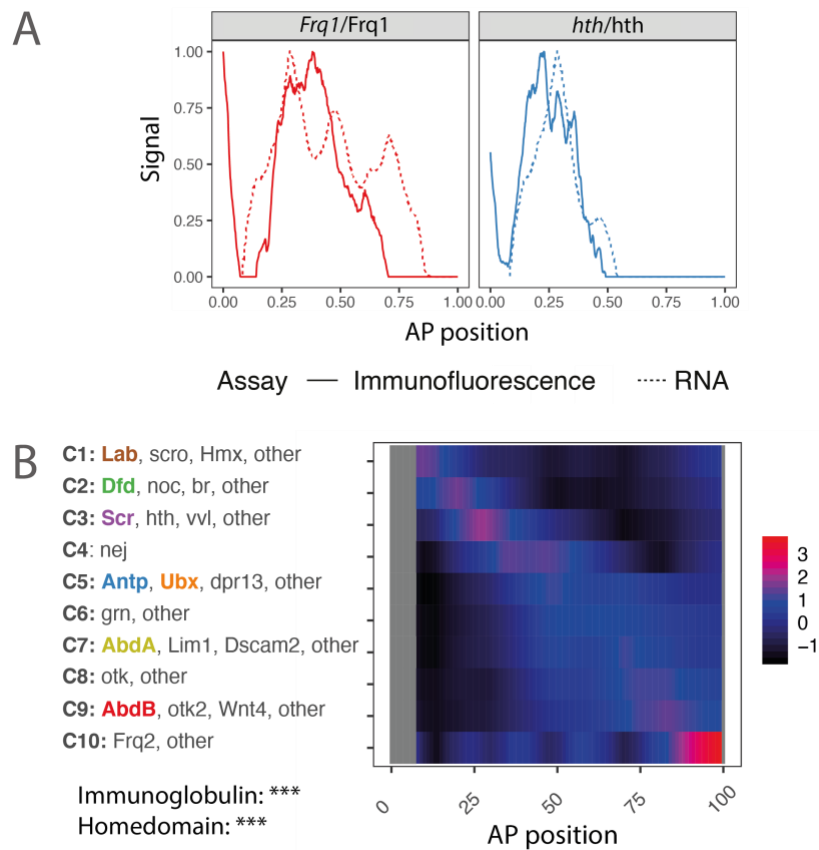 A
Frq1/Frq1
hth/hth
1.00
0.75
0.50
0.25
0.00
Signal
0.00 0.25 0.50 0.75 1.00 0.00 0.25 0.50 0.75 1.00
AP position
Assay Immunofluorescence RNA
B
C1: Lab, scro, Hmx, other
C2: Dfd, noc, br, other
C3: Scr, hth, vvl, other
C4: nej
C5: Antp, Ubx, dpr13, other
C6: grn, other
C7: AbdA, Lim1, Dscam2, other
C8: otk, other
C9: AbdB, otk2, Wnt4, other
C10: Frq2, other
Immunoglobulin: ***
Homedomain: ***
3
2
1
0
−1
0 25 50 75 100
AP position